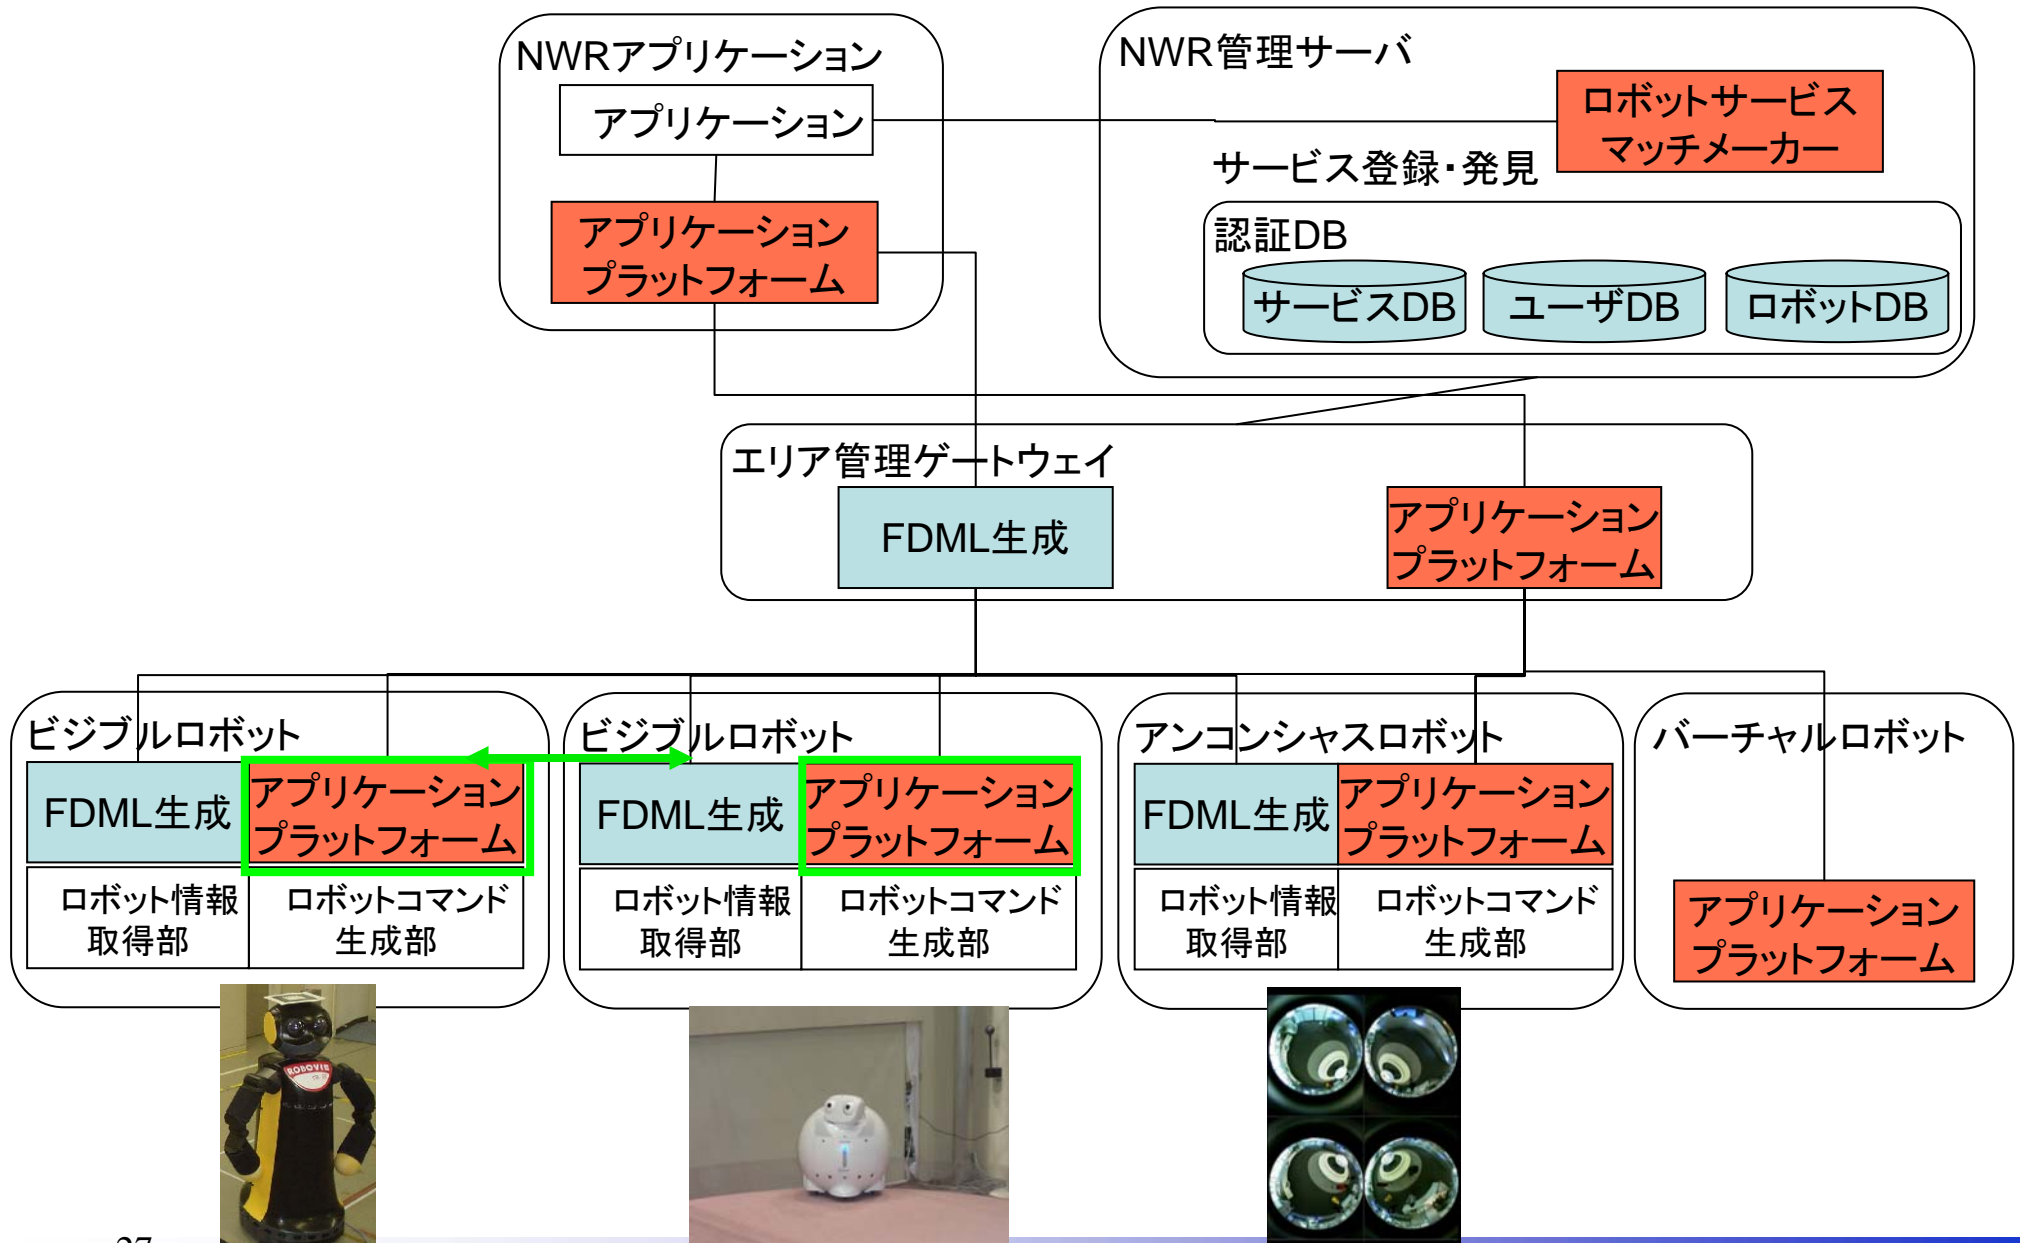 NWRアプリケーション
アプリケーション
アプリケーション
プラットフォーム
NWR管理サーバ
ロボットサービス
マッチメーカー
サービス登録・発見
認証DB
サービスDB
ユーザDB
ロボットDB
エリア管理ゲートウェイ
FDML生成
アプリケーション
プラットフォーム
ビジブルロボット
FDML生成
アプリケーション
プラットフォーム
ロボット情報
取得部
ロボットコマンド
生成部
ビジブルロボット
FDML生成
アプリケーション
プラットフォーム
ロボット情報
取得部
ロボットコマンド
生成部
アンコンシャスロボット
FDML生成
アプリケーション
プラットフォーム
ロボット情報
取得部
ロボットコマンド
生成部
バーチャルロボット
アプリケーション
プラットフォーム
ROBOVIE
27